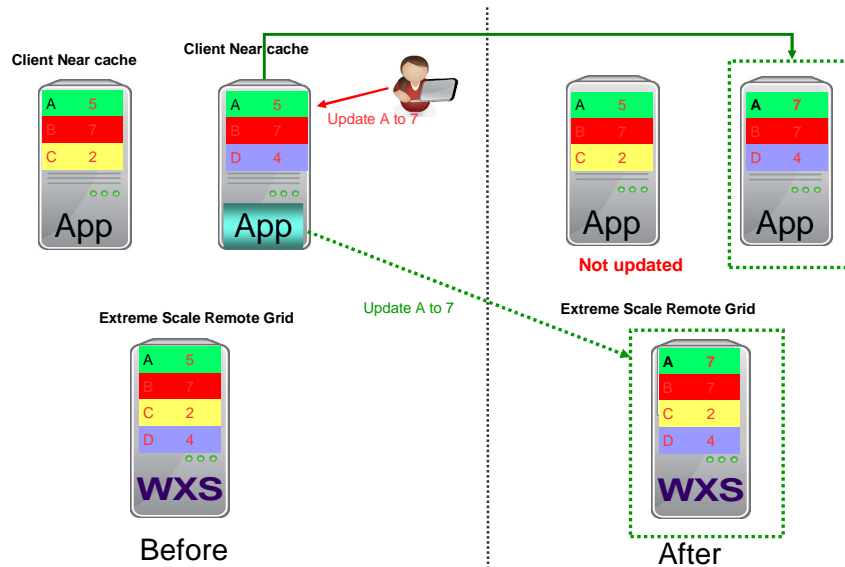 Client Near cache
Client Near cache
A 5
B 7
C 2
App
A 5
B 7
D 4
App
Update A to 7
A 5
B 7
C 2
App
Not updated
A 7
B 7
D 4
App
Update A to 7
Extreme Scale Remote Grid
A 5
B 7
C 2
D 4
WXS
Before
Extreme Scale Remote Grid
A 7
B 7
C 2
D 4
WXS
After